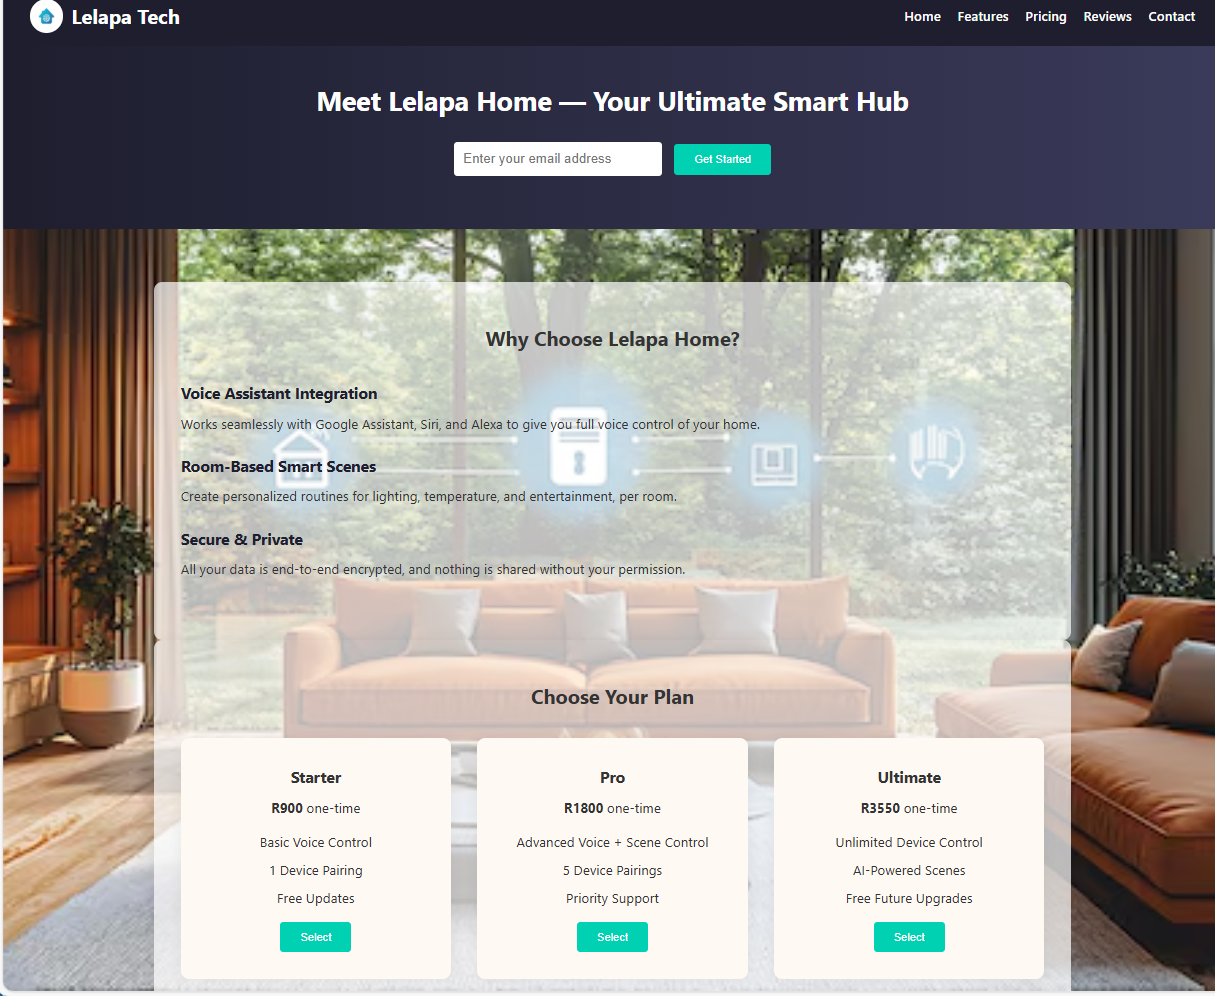 Lelapa Tech
Home Features Pricing Reviews Contact
Meet Lelapa Home — Your Ultimate Smart Hub
Enter your email address
Get Started
Why Choose Lelapa Home?
Voice Assistant Integration
Works seamlessly with Google Assistant, Siri, and Alexa to give you full voice control of your home.
Room-Based Smart Scenes
Create personalized routines for lighting, temperature, and entertainment, per room.
Secure & Private
All your data is end-to-end encrypted, and nothing is shared without your permission.
Choose Your Plan
Starter
R900 one-time
Basic Voice Control
1 Device Pairing
Free Updates
Select
Pro
R1800 one-time
Advanced Voice + Scene Control
5 Device Pairings
Priority Support
Select
Ultimate
R3550 one-time
Unlimited Device Control
AI-Powered Scenes
Free Future Upgrades
Select